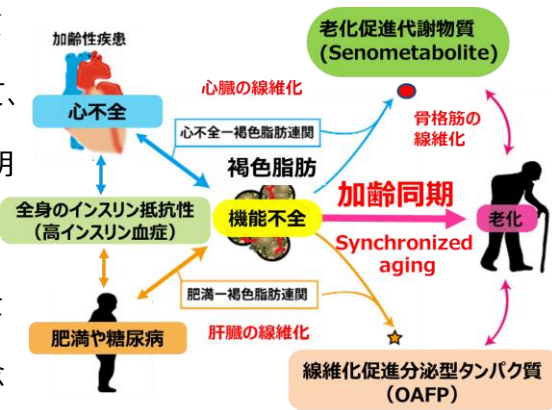 加齢性疾患
心不全
全身のインスリン抵抗性
（高インスリン血症）
肥満や糖尿病
心臓の線維化
心不全ー褐色脂肪連関
褐色脂肪
機能不全
肥満ー褐色脂肪連関
肝臓の線維化
老化促進代謝物質
(Senometabolite)
骨格筋の
線維化
加齢同期
Synchronized
aging
老化
線維化促進分泌型タンパク質
（OAFP）